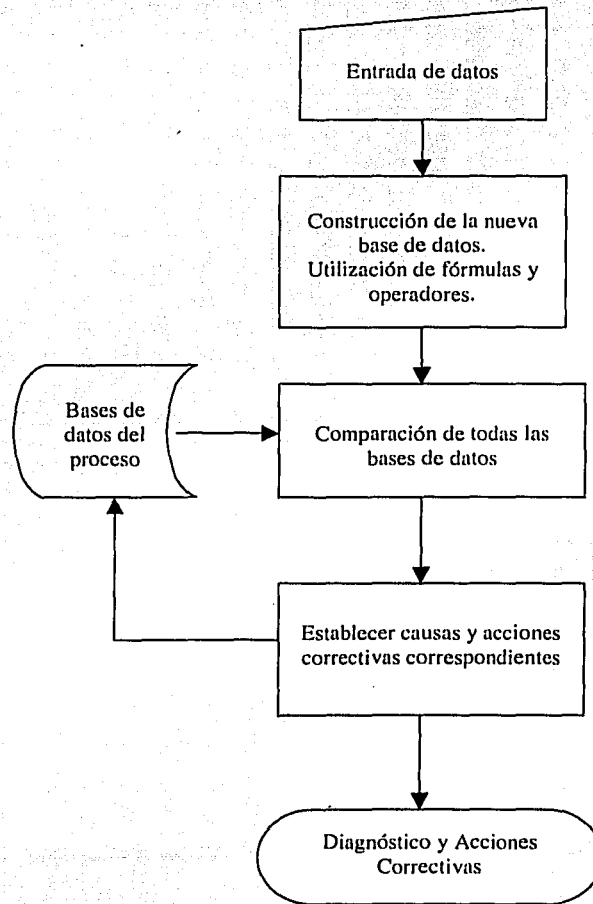 Entrada de datos
Construcción de la nueva
base de datos.
Utilización de fórmulas y
operadores.
Bases de
datos del
proceso
Comparación de todas las
bases de datos
Establecer causas y acciones
correctivas correspondientes
Diagnóstico y Acciones
Correctivas